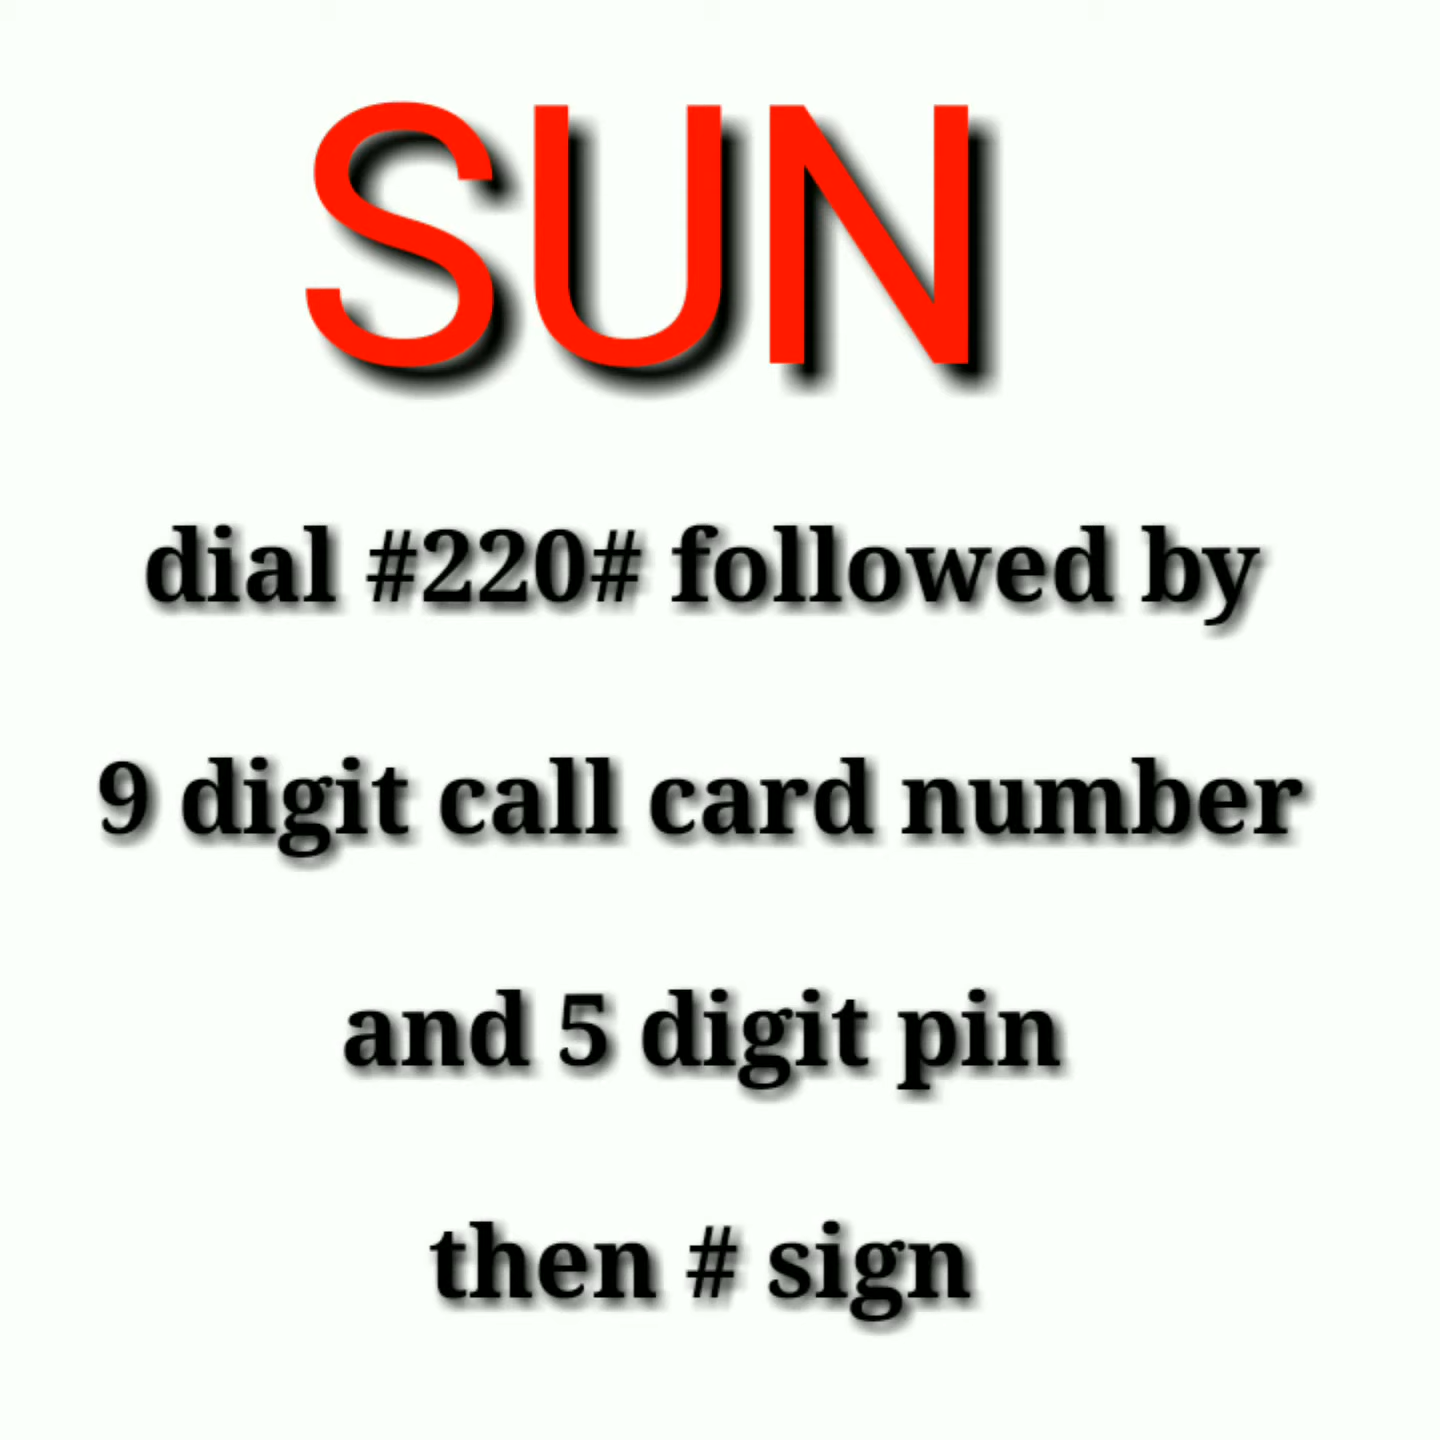 SUN
dial #220# followed by
9 digit call card number
and 5 digit pin
then # sign